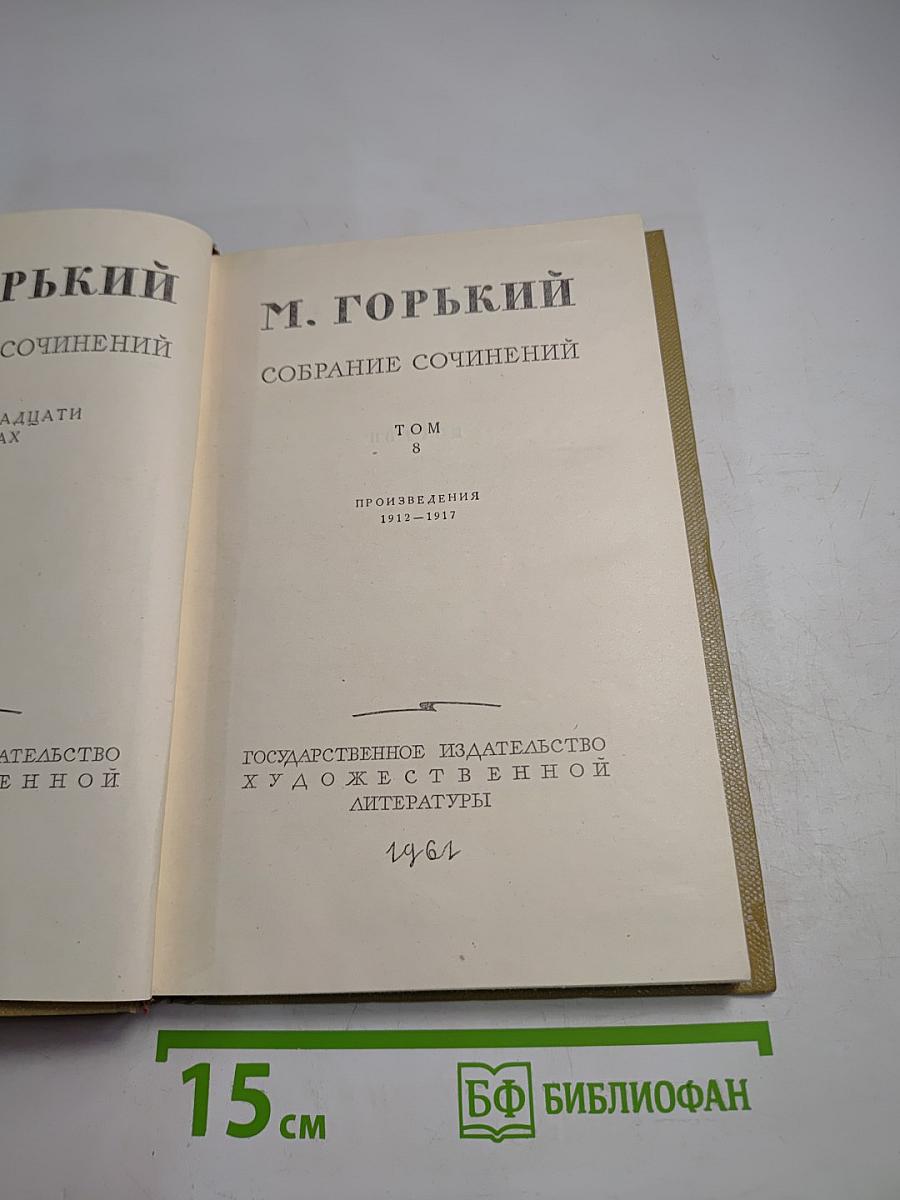 РЬКИЙ
СОЧИНЕНИЙ
АДЦАТИ
АХ
АТЕЛЬСТВО
ЕННОЙ
М. ГОРЬКИЙ
СОБРАНИЕ СОЧИНЕНИЙ
ТОМ
8
ПРОИЗВЕДЕНИЯ
1912—1917
ГОСУДАРСТВЕННОЕ ИЗДАТЕЛЬСТВО
ХУДОЖЕСТВЕННОЙ
ЛИТЕРАТУРЫ
1961
15 см
БФ БИБЛИОФАН